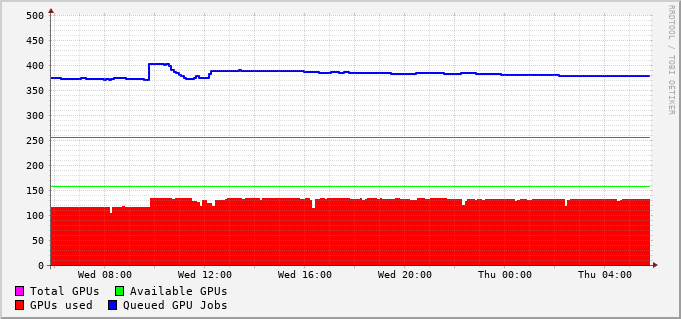 500
450
400
350
300
250
200
150
100
50
0
Wed 08:00 Wed 12:00 Wed 16:00 Wed 20:00 Thu 00:00 Thu 04:00
Total GPUs Available GPUs
GPUs used Queued GPU Jobs
RRDTOOL / TOBI OETIKER